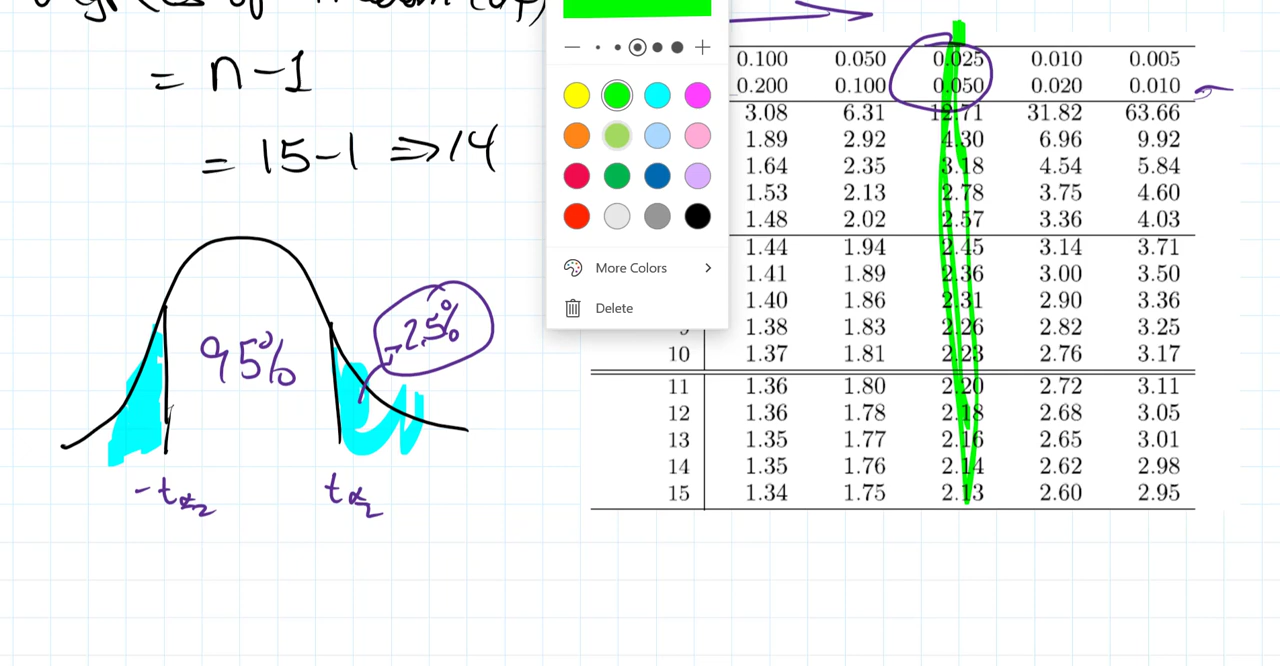 of
= n-1
= 15-1 => 14
95%
2.5%
-tα/2
tα/2
More Colors
Delete
0.100 0.050 0.025 0.010 0.005
0.200 0.100 0.050 0.020 0.010
3.08 6.31 12.71 31.82 63.66
1.89 2.92 4.30 6.96 9.92
1.64 2.35 3.18 4.54 5.84
1.53 2.13 2.78 3.75 4.60
1.48 2.02 2.57 3.36 4.03
1.44 1.94 2.45 3.14 3.71
1.41 1.89 2.36 3.00 3.50
1.40 1.86 2.31 2.90 3.36
9 1.38 1.83 2.26 2.82 3.25
10 1.37 1.81 2.23 2.76 3.17
11 1.36 1.80 2.20 2.72 3.11
12 1.36 1.78 2.18 2.68 3.05
13 1.35 1.77 2.16 2.65 3.01
14 1.35 1.76 2.14 2.62 2.98
15 1.34 1.75 2.13 2.60 2.95